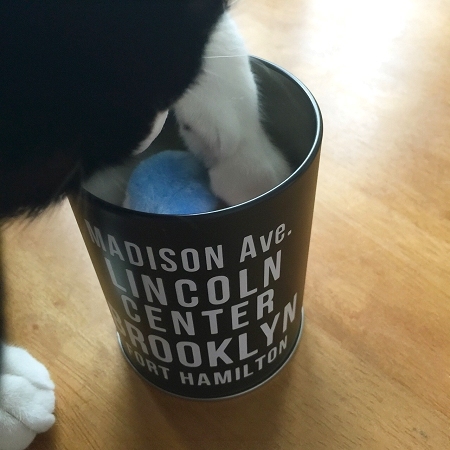 MADISON Ave.
LINCOLN
CENTER
BROOKLYN
FORT HAMILTON